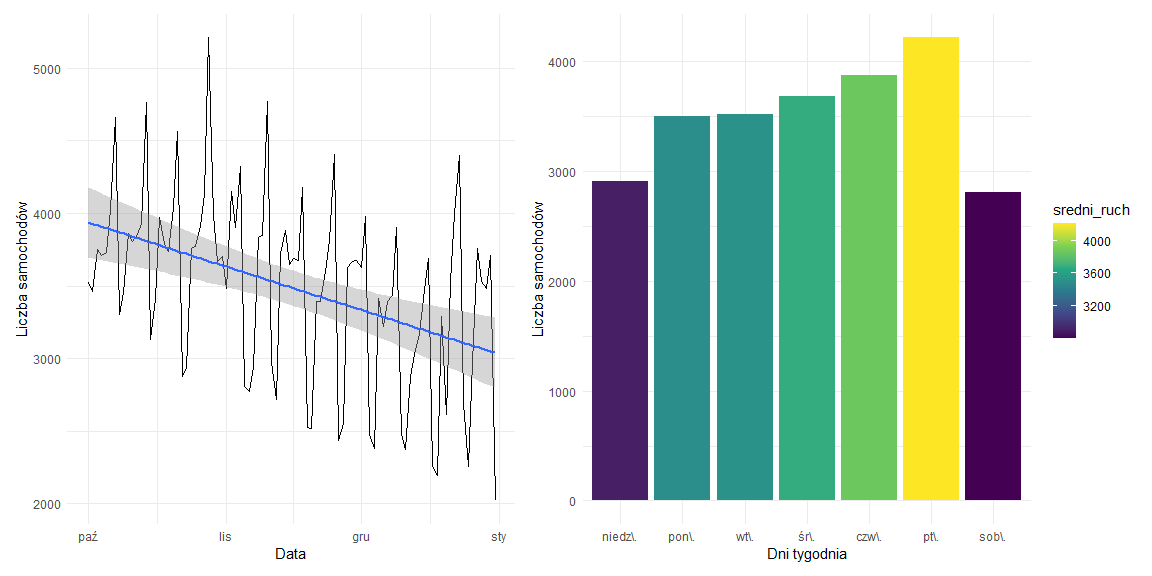 Liczba samochodów
5000
4000
3000
2000
paź
lis
gru
sty
Data
Liczba samochodów
4000
3000
2000
1000
0
niedz\.
pon\.
wt\.
śr\.
czw\.
pt\.
sob\.
Dni tygodnia
sredni_ruch
4000
3600
3200